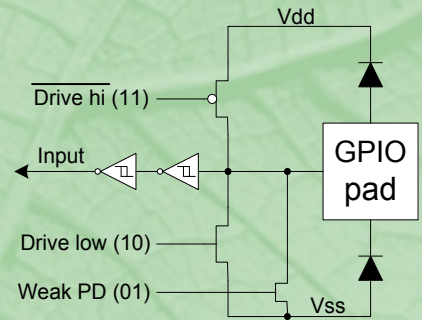 Vdd
Drive hi (11)
Input
GPIO
pad
Drive low (10)
Weak PD (01)
Vss